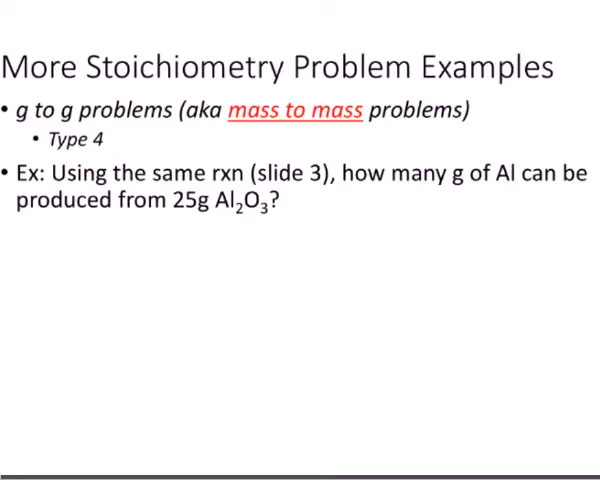 More Stoichiometry Problem Examples
• g to g problems (aka mass to mass problems)
• Type 4
• Ex: Using the same rxn (slide 3), how many g of Al can be
produced from 25g Al₂O₃?